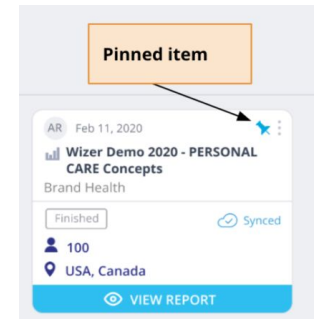 Pinned item
AR Feb 11, 2020
Wizer Demo 2020 - PERSONAL
CARE Concepts
Brand Health
Finished Synced
100
USA, Canada
VIEW REPORT